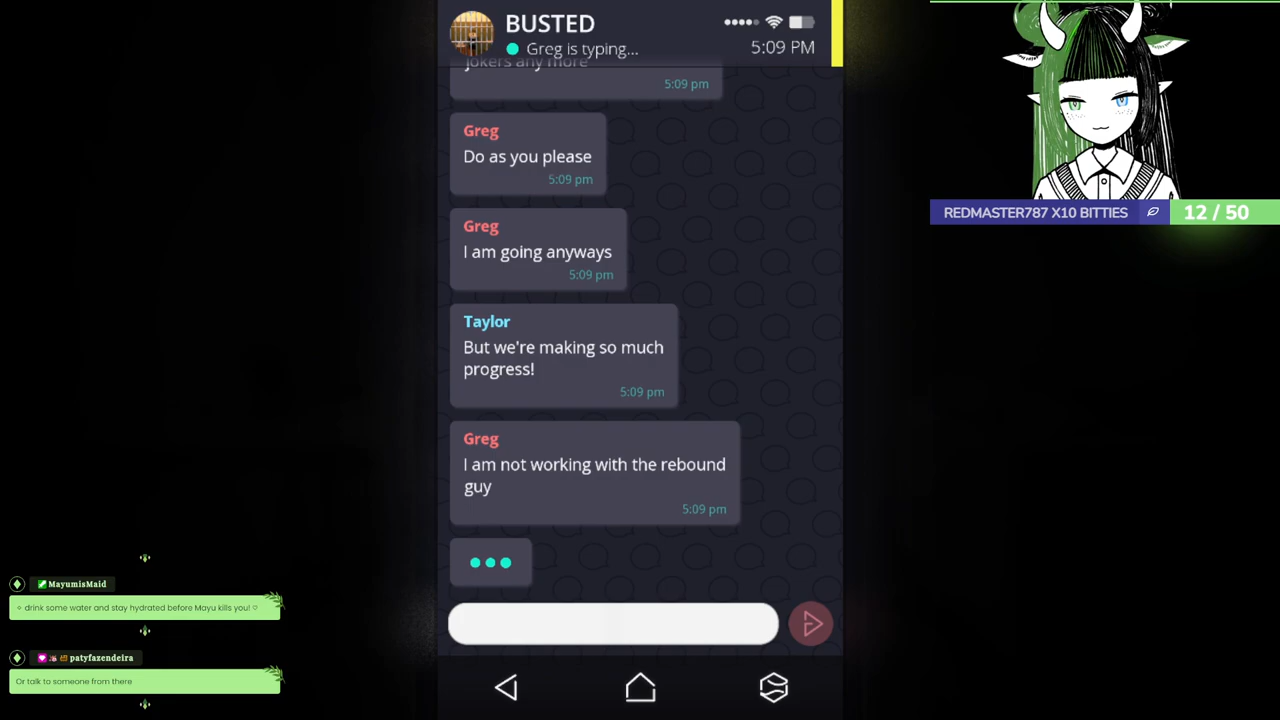 BUSTED
Greg is typing...
5:09 PM
jokers any more
5:09 pm
Greg
Do as you please
5:09 pm
Greg
I am going anyways
5:09 pm
Taylor
But we're making so much
progress!
5:09 pm
Greg
I am not working with the rebound
guy
5:09 pm
REDMASTER787 X10 BITTIES
12 / 50
MayumisMaid
✧ drink some water and stay hydrated before Mayu kills you! ♡
patyfazendeira
Or talk to someone from there